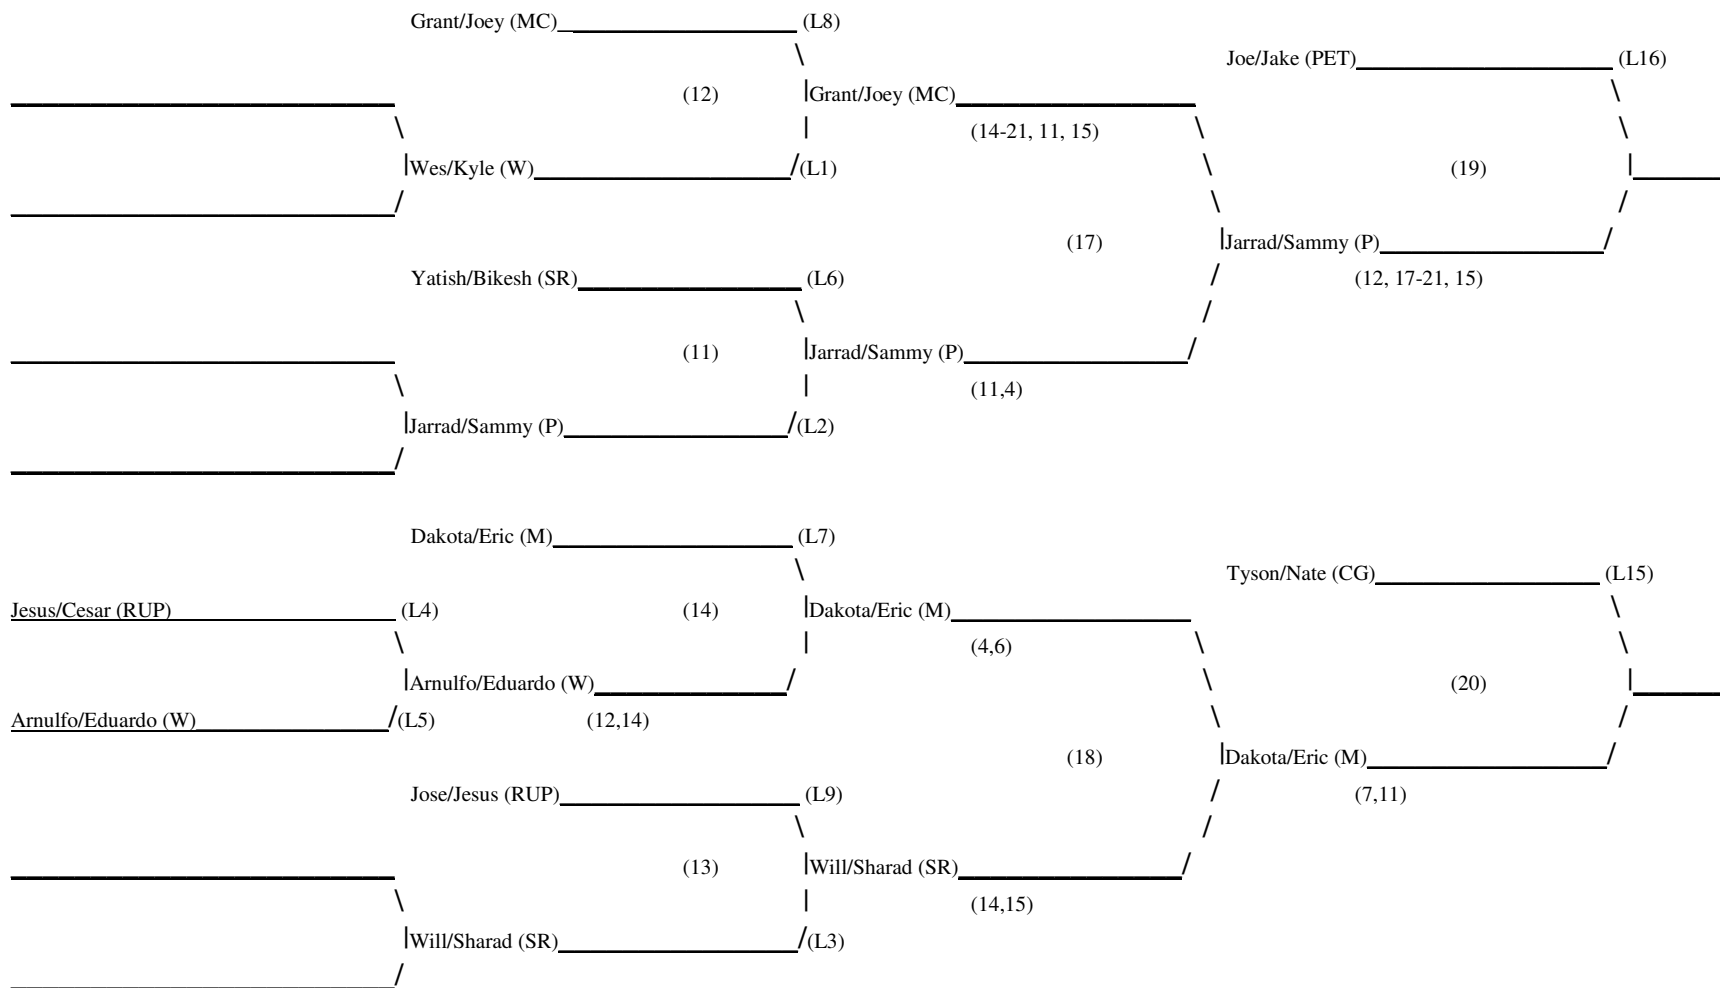 Grant/Joey (MC) (L8)
Joe/Jake (PET) (L16)
(12) Grant/Joey (MC)
(14-21, 11, 15)
Wes/Kyle (W) (L1) (19)
(17) Jarrad/Sammy (P)
Yatish/Bikesh (SR) (L6) (12, 17-21, 15)
(11) Jarrad/Sammy (P)
(11,4)
Jarrad/Sammy (P) (L2)
Dakota/Eric (M) (L7)
Tyson/Nate (CG) (L15)
Jesus/Cesar (RUP) (L4) (14) Dakota/Eric (M)
(4,6)
Arnulfo/Eduardo (W) (20)
Arnulfo/Eduardo (W) (L5) (12,14)
(18) Dakota/Eric (M)
Jose/Jesus (RUP) (L9) (7,11)
(13) Will/Sharad (SR)
(14,15)
Will/Sharad (SR) (L3)